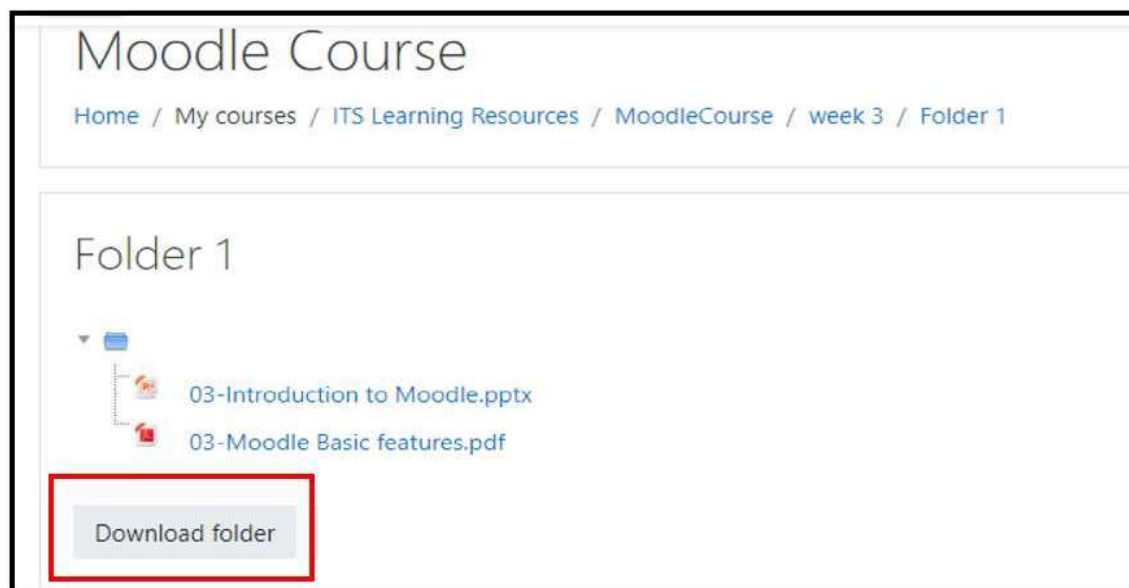 Moodle Course
Home / My courses / ITS Learning Resources / MoodleCourse / week 3 / Folder 1
Folder 1
03-Introduction to Moodle.pptx
03-Moodle Basic features.pdf
Download folder